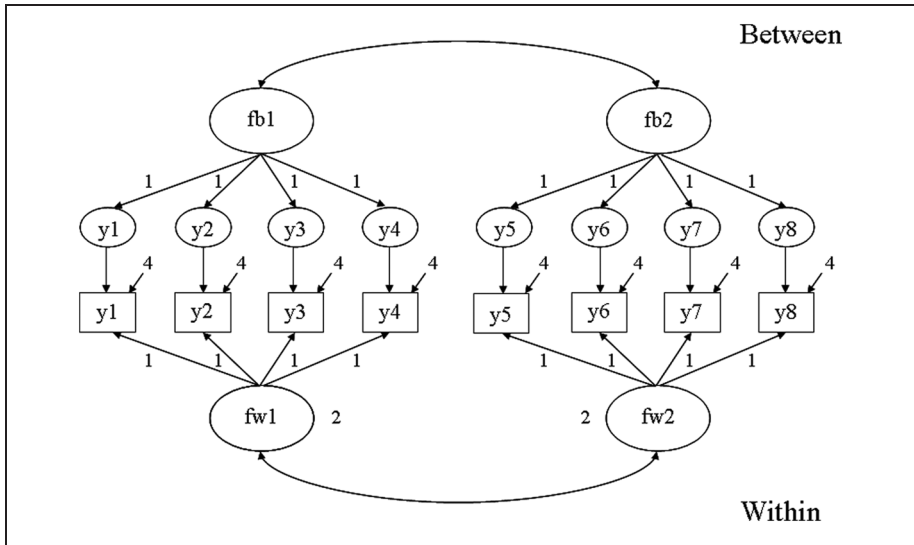 Between
fb1 fb2
1 1 1 1 1 1 1 1
y1 y2 y3 y4 y5 y6 y7 y8
4 4 4 4 4 4 4 4
y1 y2 y3 y4 y5 y6 y7 y8
1 1 1 1 1 1 1 1
fw1 2 2 fw2
Within